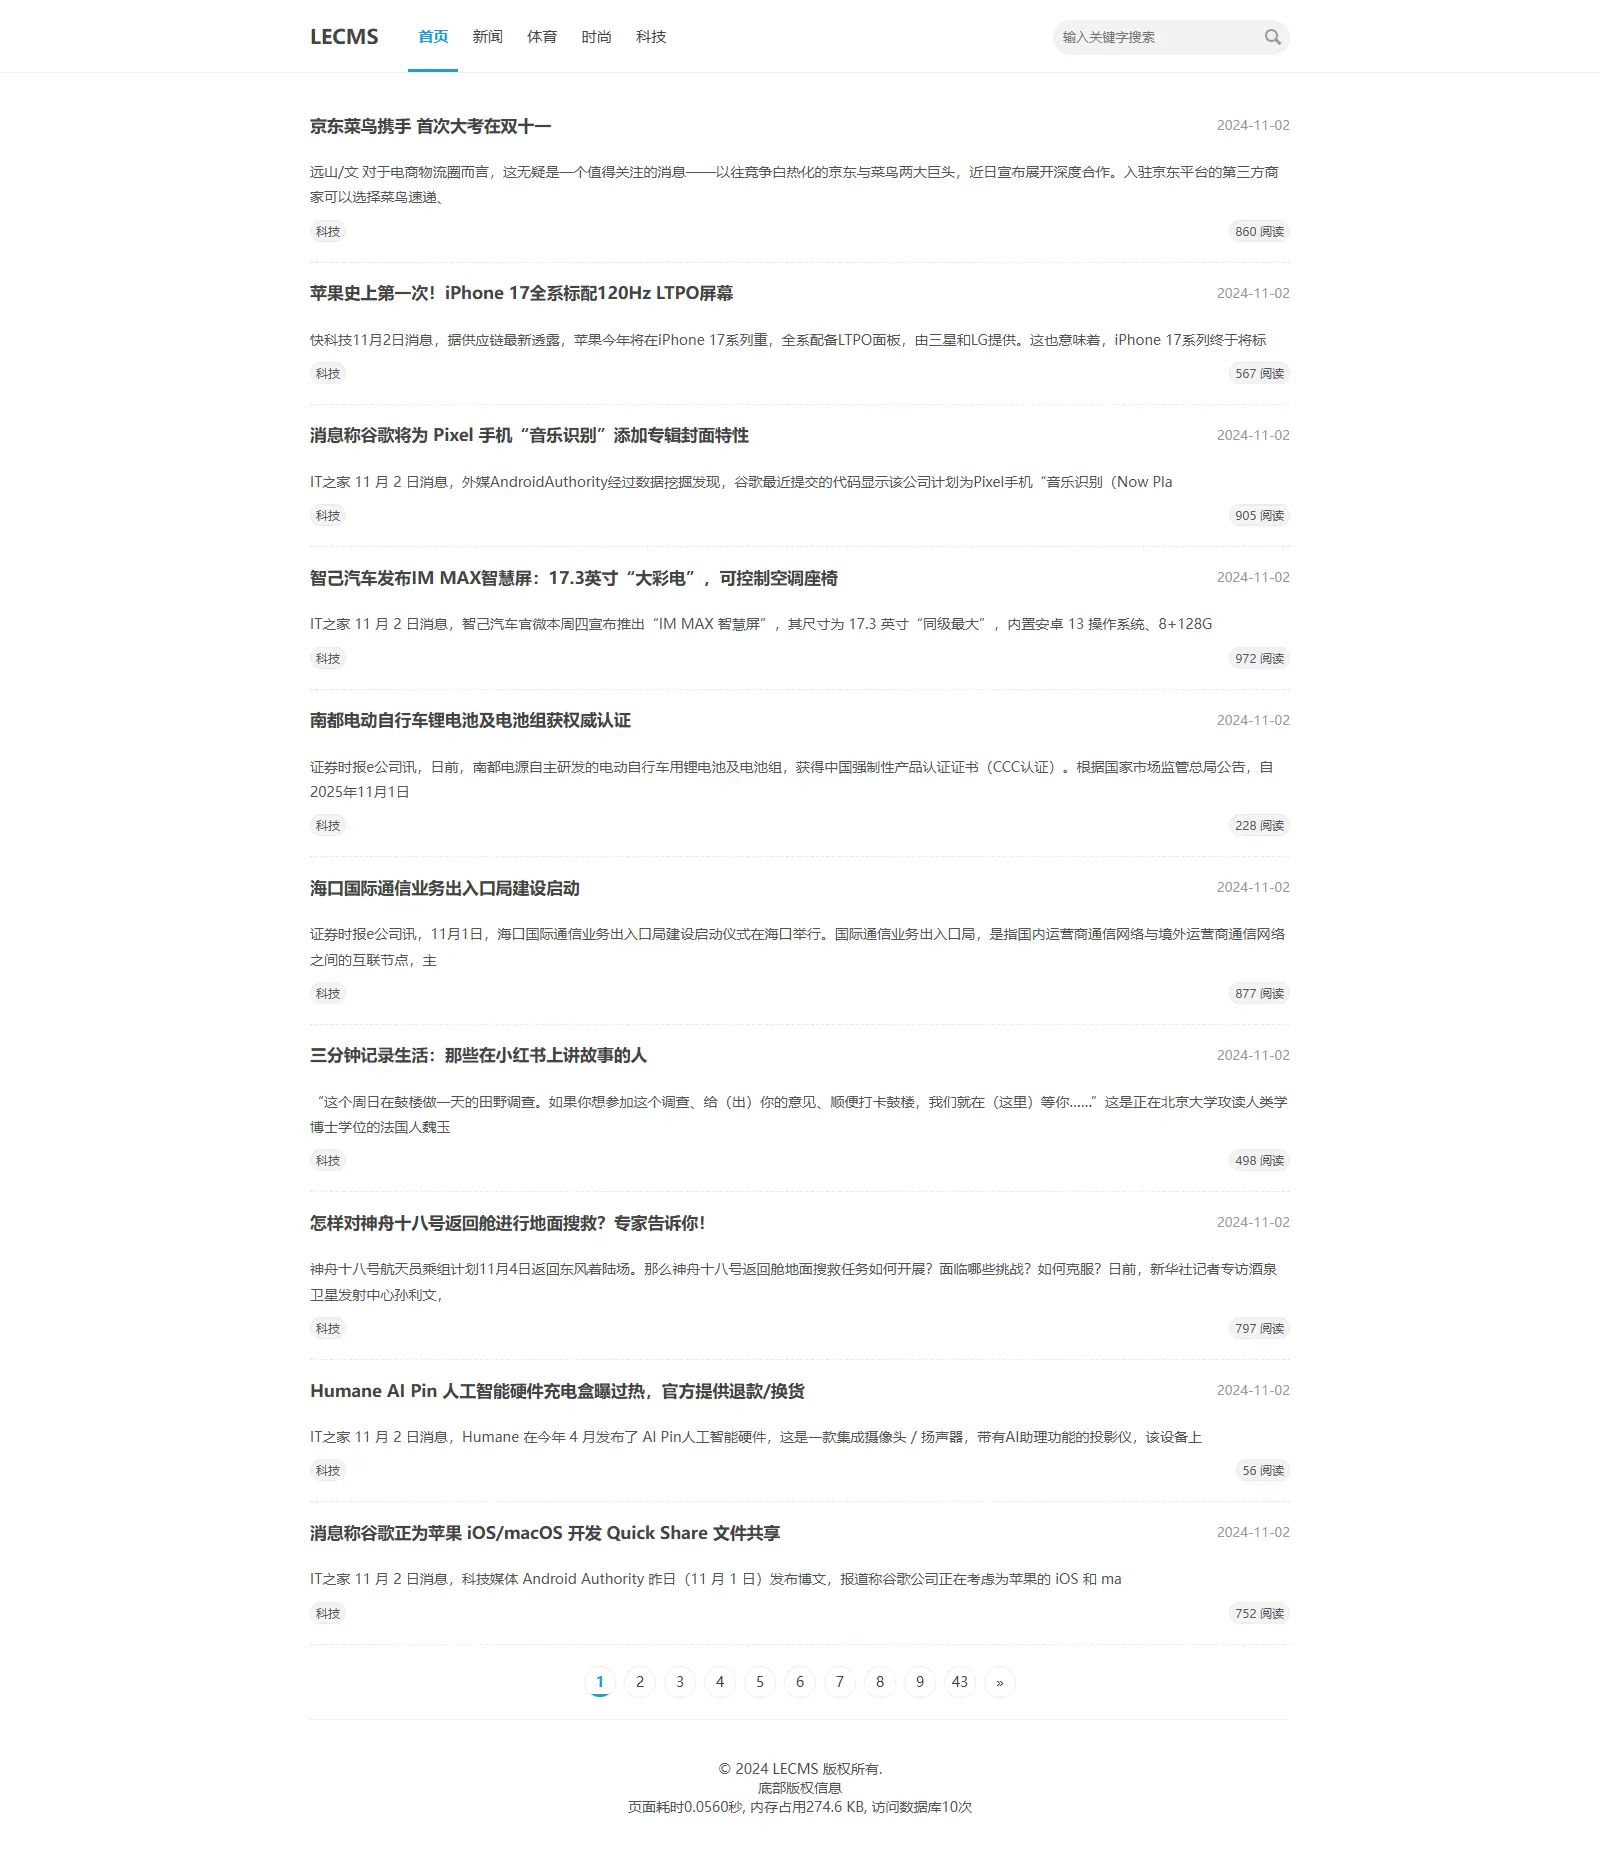 LECMS 首页 新闻 体育 时尚 科技 输入关键字搜索
京东菜鸟携手 首次大考在双十一 2024-11-02
远山/文 对于电商物流圈而言，这无疑是一个值得关注的消息——以往竞争白热化的京东与菜鸟两大巨头，近日宣布展开深度合作。入驻京东平台的第三方商
家可以选择菜鸟速递、
科技 860 阅读
苹果史上第一次！iPhone 17全系标配120Hz LTPO屏幕 2024-11-02
快科技11月2日消息，据供应链最新透露，苹果今年将在iPhone 17系列重，全系配备LTPO面板，由三星和LG提供。这也意味着，iPhone 17系列终于将标
科技 567 阅读
消息称谷歌将为 Pixel 手机“音乐识别”添加专辑封面特性 2024-11-02
IT之家 11 月 2 日消息，外媒AndroidAuthority经过数据挖掘发现，谷歌最近提交的代码显示该公司计划为Pixel手机“音乐识别（Now Pla
科技 905 阅读
智己汽车发布IM MAX智慧屏：17.3英寸“大彩电”，可控制空调座椅 2024-11-02
IT之家 11 月 2 日消息，智己汽车官微本周四宣布推出“IM MAX 智慧屏”，其尺寸为 17.3 英寸“同级最大”，内置安卓 13 操作系统、8+128G
科技 972 阅读
南都电动自行车锂电池及电池组获权威认证 2024-11-02
证券时报e公司讯，日前，南都电源自主研发的电动自行车用锂电池及电池组，获得中国强制性产品认证证书（CCC认证）。根据国家市场监管总局公告，自
2025年11月1日
科技 228 阅读
海口国际通信业务出入口局建设启动 2024-11-02
证券时报e公司讯，11月1日，海口国际通信业务出入口局建设启动仪式在海口举行。国际通信业务出入口局，是指国内运营商通信网络与境外运营商通信网络
之间的互联节点，主
科技 877 阅读
三分钟记录生活：那些在小红书上讲故事的人 2024-11-02
“这个周日在鼓楼做一天的田野调查。如果你想参加这个调查、给（出）你的意见、顺便打卡鼓楼，我们就在（这里）等你……”这是正在北京大学攻读人类学
博士学位的法国人魏玉
科技 498 阅读
怎样对神舟十八号返回舱进行地面搜救？专家告诉你！ 2024-11-02
神舟十八号航天员乘组计划11月4日返回东风着陆场。那么神舟十八号返回舱地面搜救任务如何开展？面临哪些挑战？如何克服？日前，新华社记者专访酒泉
卫星发射中心孙利文，
科技 797 阅读
Humane AI Pin 人工智能硬件充电盒曝过热，官方提供退款/换货 2024-11-02
IT之家 11 月 2 日消息，Humane 在今年 4 月发布了 AI Pin人工智能硬件，这是一款集成摄像头 / 扬声器，带有AI助理功能的投影仪，该设备上
科技 56 阅读
消息称谷歌正为苹果 iOS/macOS 开发 Quick Share 文件共享 2024-11-02
IT之家 11 月 2 日消息，科技媒体 Android Authority 昨日（11 月 1 日）发布博文，报道称谷歌公司正在考虑为苹果的 iOS 和 ma
科技 752 阅读
1 2 3 4 5 6 7 8 9 43 »
© 2024 LECMS 版权所有.
底部版权信息
页面耗时0.0560秒, 内存占用274.6 KB, 访问数据库10次